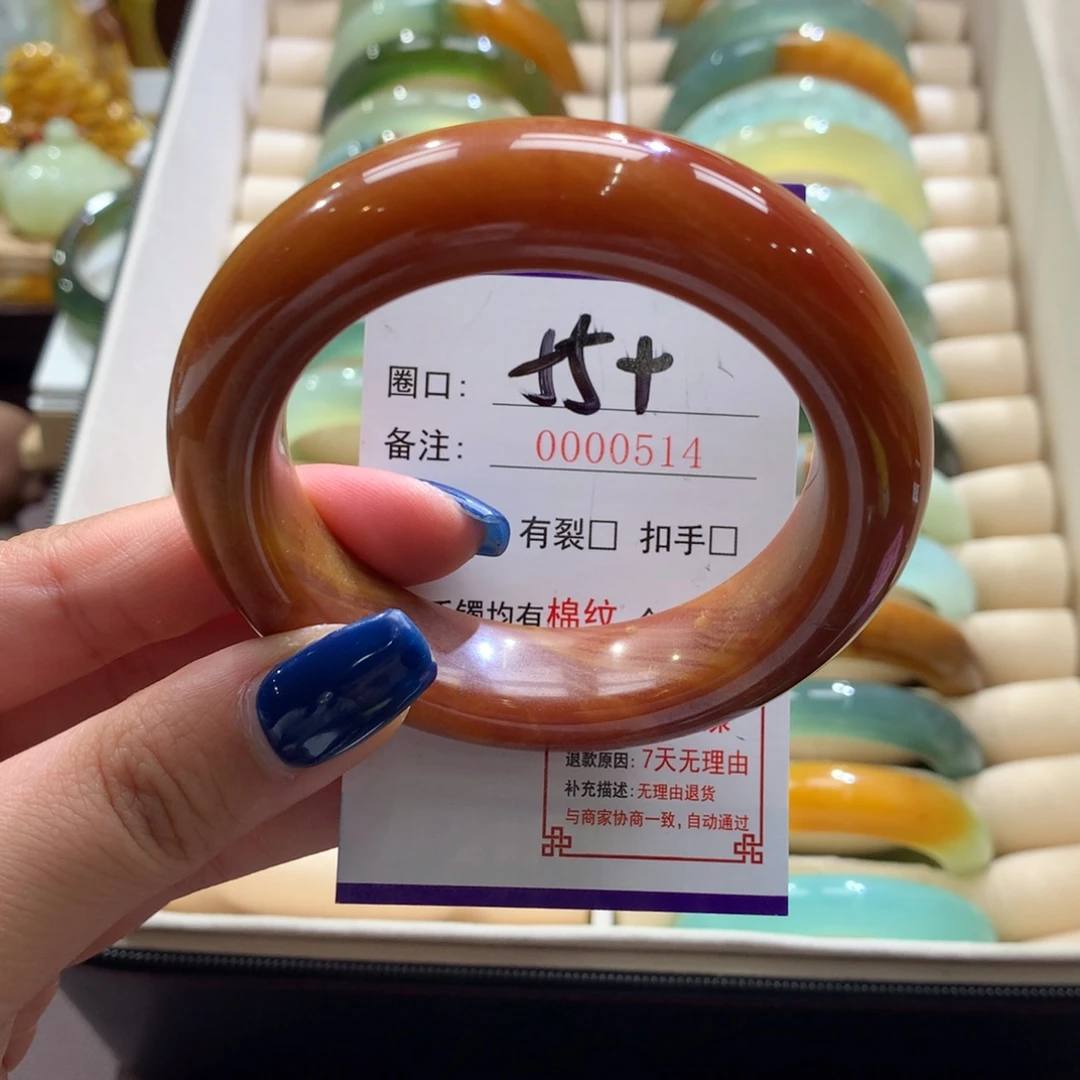 圈口: 55+
备注: 0000514
有裂□ 扣手□
镯均有棉纹
退款原因: 7天无理由
补充描述: 无理由退货
与商家协商一致, 自动通过